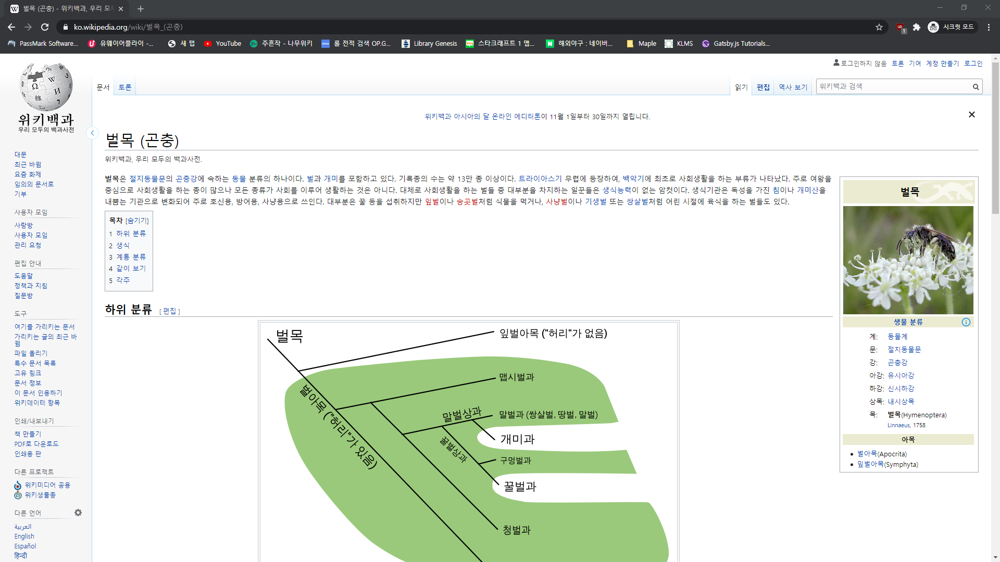 벌목 (곤충) - 위키백과, 우리 모두
ko.wikipedia.org/wiki/벌목_(곤충)
시크릿 모드
PassMark Software...
유웨이어플라이 -...
새 탭
YouTube
주흔작 - 나무위키
롤 전적 검색 OP.G...
Library Genesis
스타크래프트 1 맵...
해외야구 : 네이버...
Maple
KLMS
Gatsby.js Tutorials...
로그인하지 않음 토론 기여 계정 만들기 로그인
문서 토론
읽기 편집 역사 보기
위키백과 검색
위키백과
우리 모두의 백과사전
위키백과 아시아의 달 온라인 에디터톤이 11월 1일부터 30일까지 열립니다.
벌목 (곤충)
위키백과, 우리 모두의 백과사전.
벌목은 절지동물문의 곤충강에 속하는 동물 분류의 하나이다. 벌과 개미를 포함하고 있다. 기록종의 수는 약 13만 종 이상이다. 트라이아스기 무렵에 등장하여, 백악기에 최초로 사회생활을 하는 부류가 나타났다. 주로 여왕을
중심으로 사회생활을 하는 종이 많으나 모든 종류가 사회를 이루어 생활하는 것은 아니다. 대체로 사회생활을 하는 벌들 중 대부분을 차지하는 일꾼들은 생식능력이 없는 암컷이다. 생식기관은 독성을 가진 침이나 개미산을
내뿜는 기관으로 변화되어 주로 호신용, 방어용, 사냥용으로 쓰인다. 대부분은 꿀 등을 섭취하지만 잎벌이나 송곳벌처럼 식물을 먹거나, 사냥벌이나 기생벌 또는 쌍살벌처럼 어린 시절에 육식을 하는 벌들도 있다.
목차 [숨기기]
1 하위 분류
2 생식
3 계통 분류
4 같이 보기
5 각주
하위 분류 [ 편집 ]
벌목
잎벌아목 ("허리"가 없음)
맵시벌과
벌아목 ("허리"가 있음)
말벌상과
말벌과 (쌍살벌, 땅벌, 말벌)
개미과
꿀벌상과
구멍벌과
꿀벌과
청벌과
벌목
생물 분류
계: 동물계
문: 절지동물문
강: 곤충강
아강: 유시아강
하강: 신시하강
상목: 내시상목
목: 벌목(Hymenoptera)
Linnaeus, 1758
아목
벌아목(Apocrita)
잎벌아목(Symphyta)
대문
최근 바뀜
요즘 화제
임의의 문서로
기부
사용자 모임
사랑방
사용자 모임
관리 요청
편집 안내
도움말
정책과 지침
질문방
도구
여기를 가리키는 문서
가리키는 글의 최근 바
뀜
파일 올리기
특수 문서 목록
고유 링크
문서 정보
이 문서 인용하기
위키데이터 항목
인쇄/내보내기
책 만들기
PDF로 다운로드
인쇄용 판
다른 프로젝트
위키미디어 공용
위키생물종
다른 언어
العربية
English
Español
हिन्दी